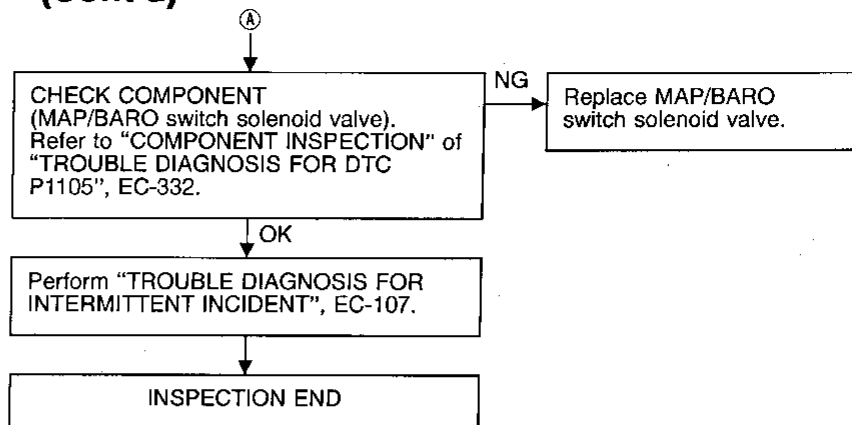 (Cont'd)
Ⓐ
CHECK COMPONENT
(MAP/BARO switch solenoid valve).
Refer to "COMPONENT INSPECTION" of
"TROUBLE DIAGNOSIS FOR DTC
P1105", EC-332.
NG
Replace MAP/BARO
switch solenoid valve.
OK
Perform "TROUBLE DIAGNOSIS FOR
INTERMITTENT INCIDENT", EC-107.
INSPECTION END